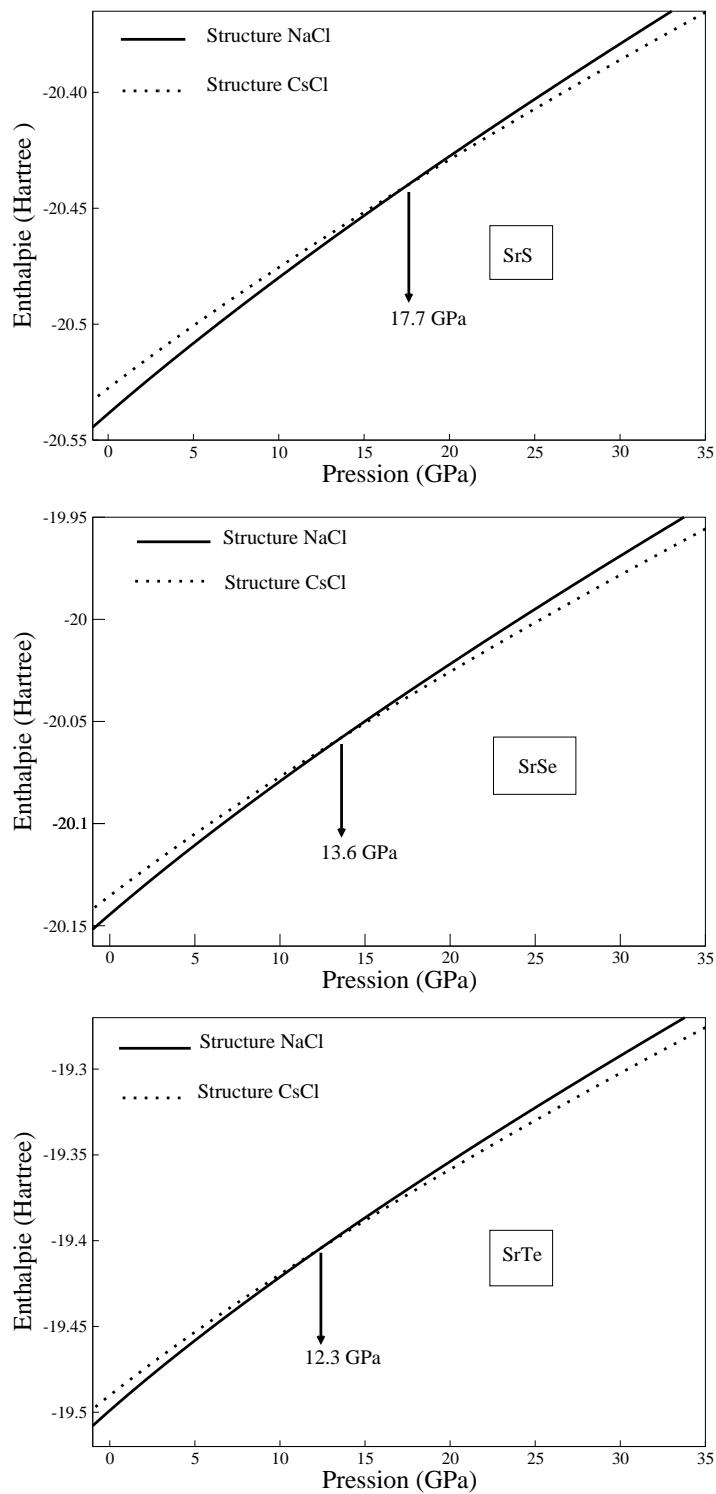 Structure NaCl
Structure CsCl
-20.40
-20.45
-20.5
-20.55
Enthalpie (Hartree )
SrS
17.7 GPa
0 5 10 15 20 25 30 35
Pression (GPa)
-19.95
Structure NaCl
Structure CsCl
-20
-20.05
-20.1
-20.15
Enthalpie (Hartree)
SrSe
13.6 GPa
0 5 10 15 20 25 30 35
Pression (GPa)
Structure NaCl
Structure CsCl
-19.3
-19.35
-19.4
-19.45
-19.5
Enthalpie (Hartree)
SrTe
12.3 GPa
0 5 10 15 20 25 30 35
Pression (GPa)